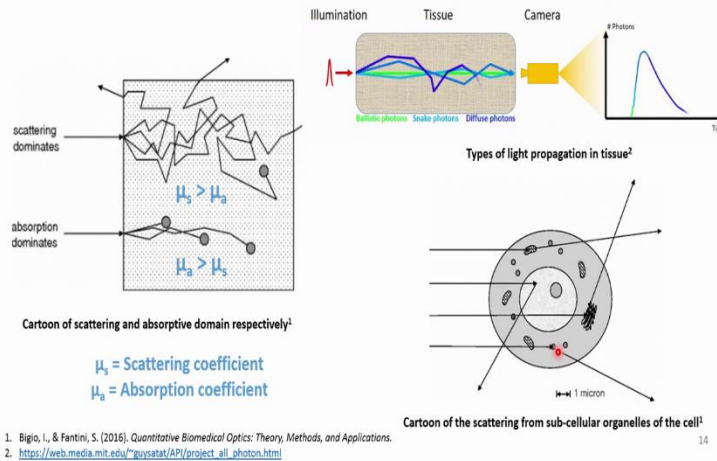 Illumination
Tissue
Camera
# Photons
Ballistic photons
Snake photons
Diffuse photons
Types of light propagation in tissue2
scattering
dominates
μs > μa
absorption
dominates
μa > μs
Cartoon of scattering and absorptive domain respectively1
μs = Scattering coefficient
μa = Absorption coefficient
1 micron
Cartoon of the scattering from sub-cellular organelles of the cell1
1. Bigio, I., & Fantini, S. (2016). Quantitative Biomedical Optics: Theory, Methods, and Applications.
2. https://web.media.mit.edu/~guysatat/API/project_all_photon.html
14